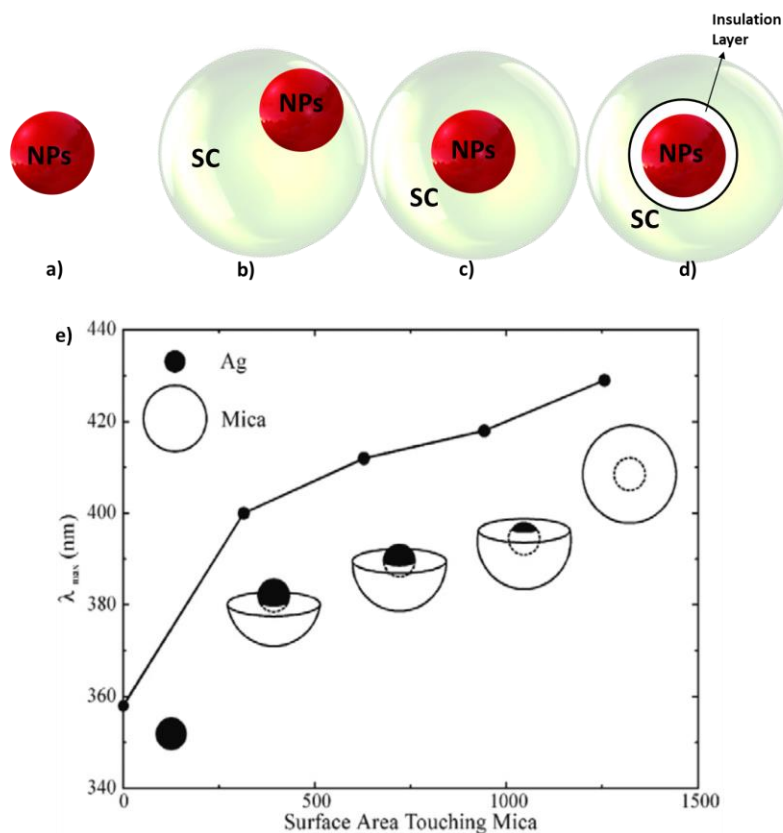 Insulation
Layer
NPs
NPs
SC
NPs
SC
NPs
SC
a)
b)
c)
d)
e)
440
420
400
380
360
340
λ max (nm)
Ag
Mica
0
500
1000
1500
Surface Area Touching Mica